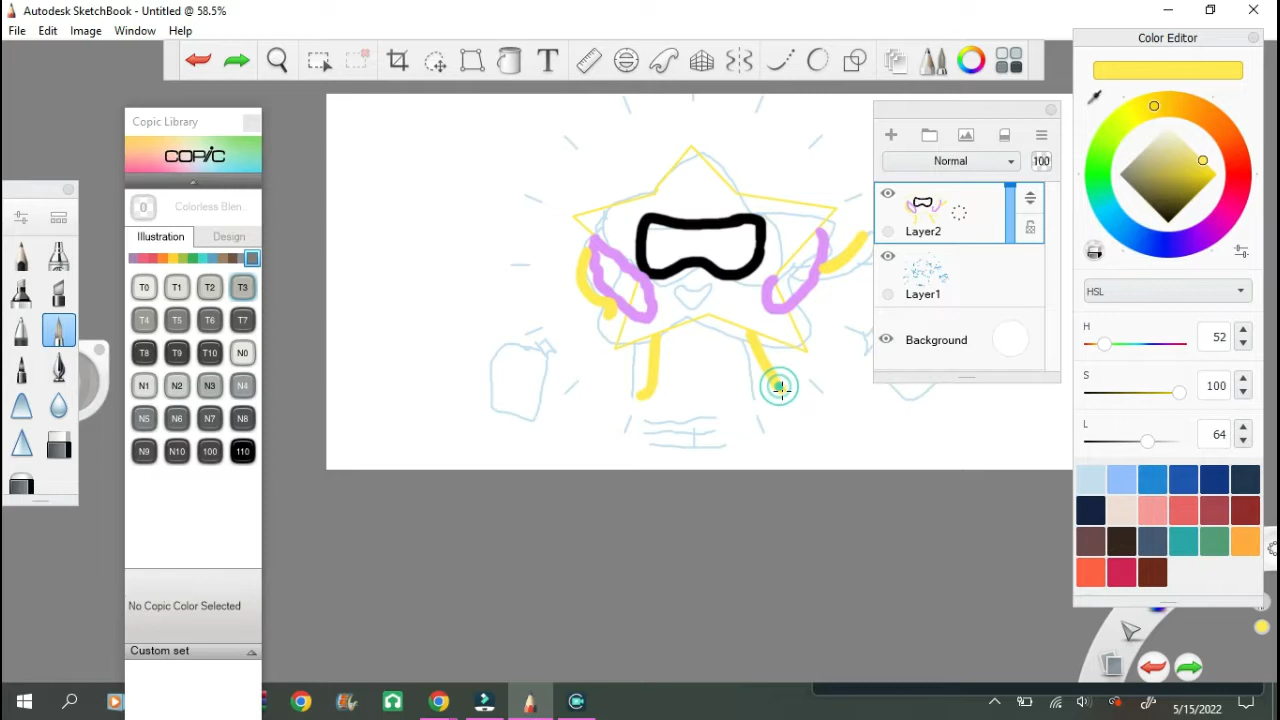 Autodesk SketchBook - Untitled @ 58.5%
File Edit Image Window Help
T
Color Editor
Copic Library
COPIC
0 Colorless Blen..
Illustration Design
T0 T1 T2 T3
T4 T5 T6 T7
T8 T9 T10 N0
N1 N2 N3 N4
N5 N6 N7 N8
N9 N10 100 110
No Copic Color Selected
Custom set
Normal 100
Layer2
Layer1
Background
HSL
H 52
S 100
L 64
5/15/2022